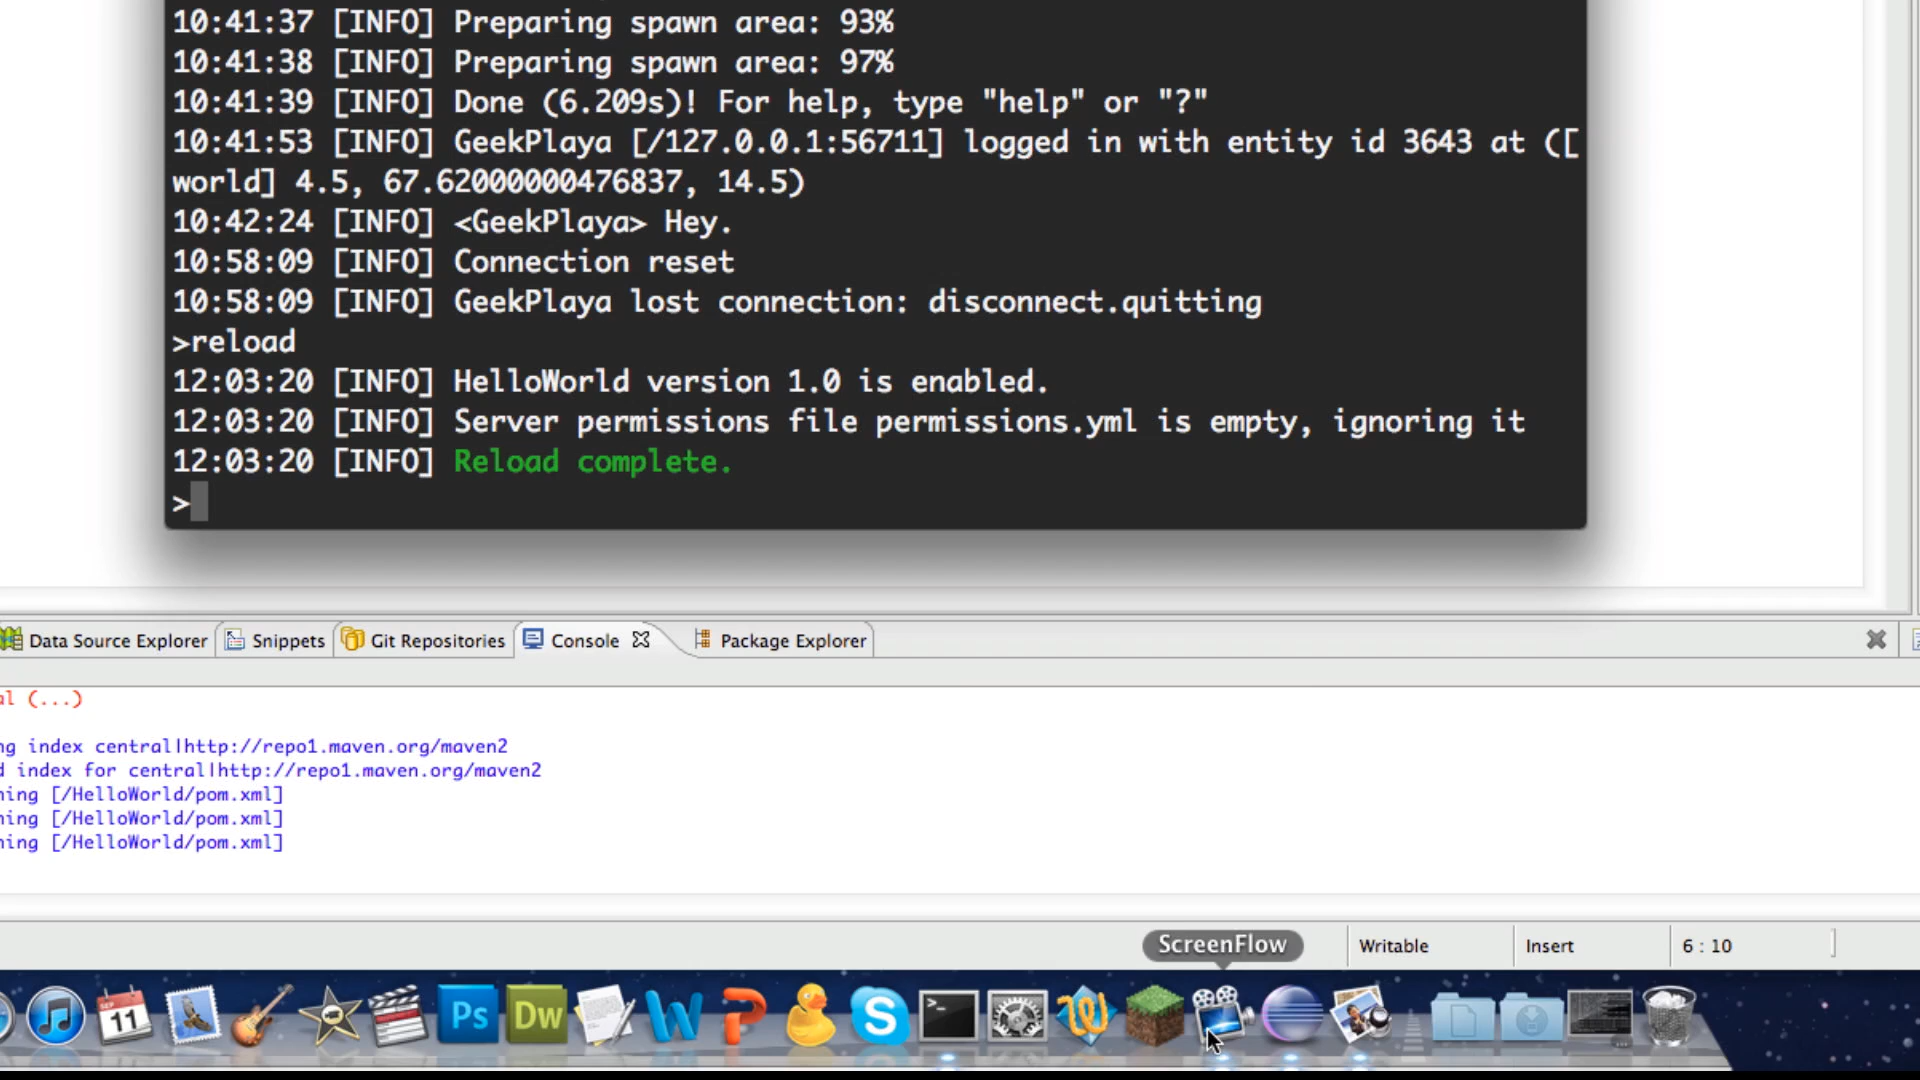 10:41:37 [INFO] Preparing spawn area: 93%
10:41:38 [INFO] Preparing spawn area: 97%
10:41:39 [INFO] Done (6.209s)! For help, type "help" or "?"
10:41:53 [INFO] GeekPlaya [/127.0.0.1:56711] logged in with entity id 3643 at ([
world] 4.5, 67.62000000476837, 14.5)
10:42:24 [INFO] <GeekPlaya> Hey.
10:58:09 [INFO] Connection reset
10:58:09 [INFO] GeekPlaya lost connection: disconnect.quitting
>reload
12:03:20 [INFO] HelloWorld version 1.0 is enabled.
12:03:20 [INFO] Server permissions file permissions.yml is empty, ignoring it
12:03:20 [INFO] Reload complete.
>
Data Source Explorer Snippets Git Repositories Console Package Explorer
al (...)
ng index central|http://repo1.maven.org/maven2
d index for central|http://repo1.maven.org/maven2
ning [/HelloWorld/pom.xml]
ning [/HelloWorld/pom.xml]
ning [/HelloWorld/pom.xml]
ScreenFlow Writable Insert 6 : 10
SEP
11 Ps Dw W P S >_